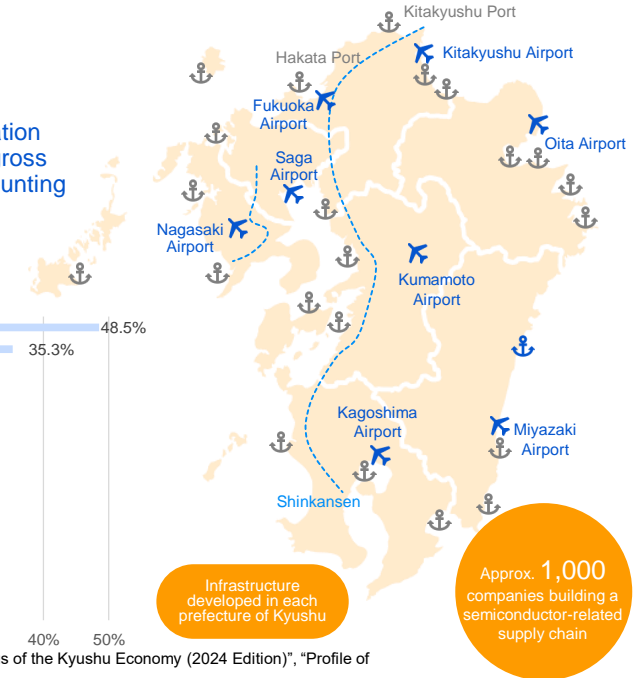 Kitakyushu Port
Kitakyushu Airport
Hakata Port
Fukuoka
Airport
Oita Airport
Saga
Airport
Nagasaki
Airport
Kumamoto
Airport
Kagoshima
Airport
Miyazaki
Airport
Shinkansen
ation
gross
unting
48.5%
35.3%
40%
50%
Infrastructure
developed in each
prefecture of Kyushu
Approx. 1,000
companies building a
semiconductor-related
supply chain
s of the Kyushu Economy (2024 Edition)”, “Profile of